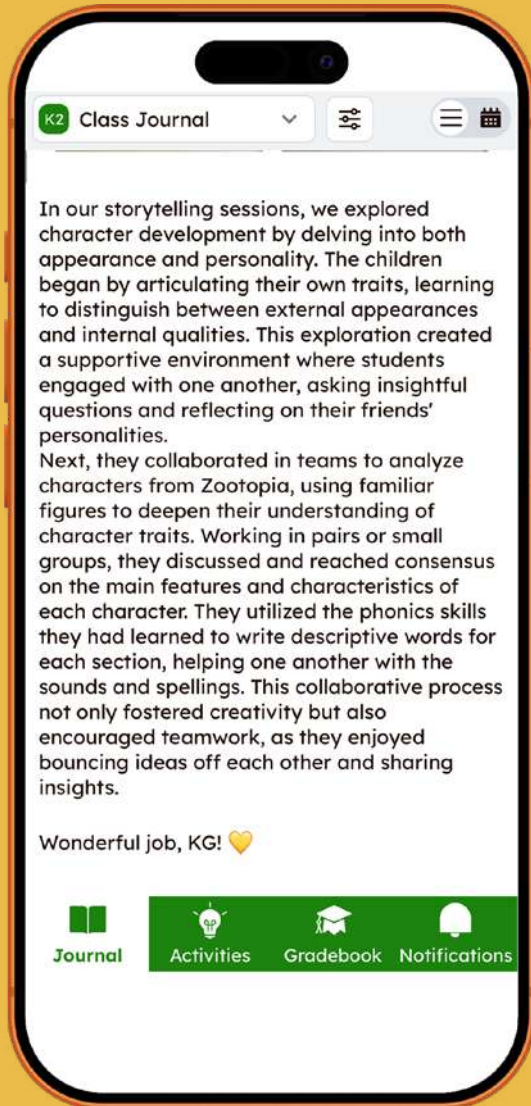 K2 Class Journal
In our storytelling sessions, we explored
character development by delving into both
appearance and personality. The children
began by articulating their own traits, learning
to distinguish between external appearances
and internal qualities. This exploration created
a supportive environment where students
engaged with one another, asking insightful
questions and reflecting on their friends'
personalities.
Next, they collaborated in teams to analyze
characters from Zootopia, using familiar
figures to deepen their understanding of
character traits. Working in pairs or small
groups, they discussed and reached consensus
on the main features and characteristics of
each character. They utilized the phonics skills
they had learned to write descriptive words for
each section, helping one another with the
sounds and spellings. This collaborative process
not only fostered creativity but also
encouraged teamwork, as they enjoyed
bouncing ideas off each other and sharing
insights.
Wonderful job, KG! 💛
Journal Activities Gradebook Notifications